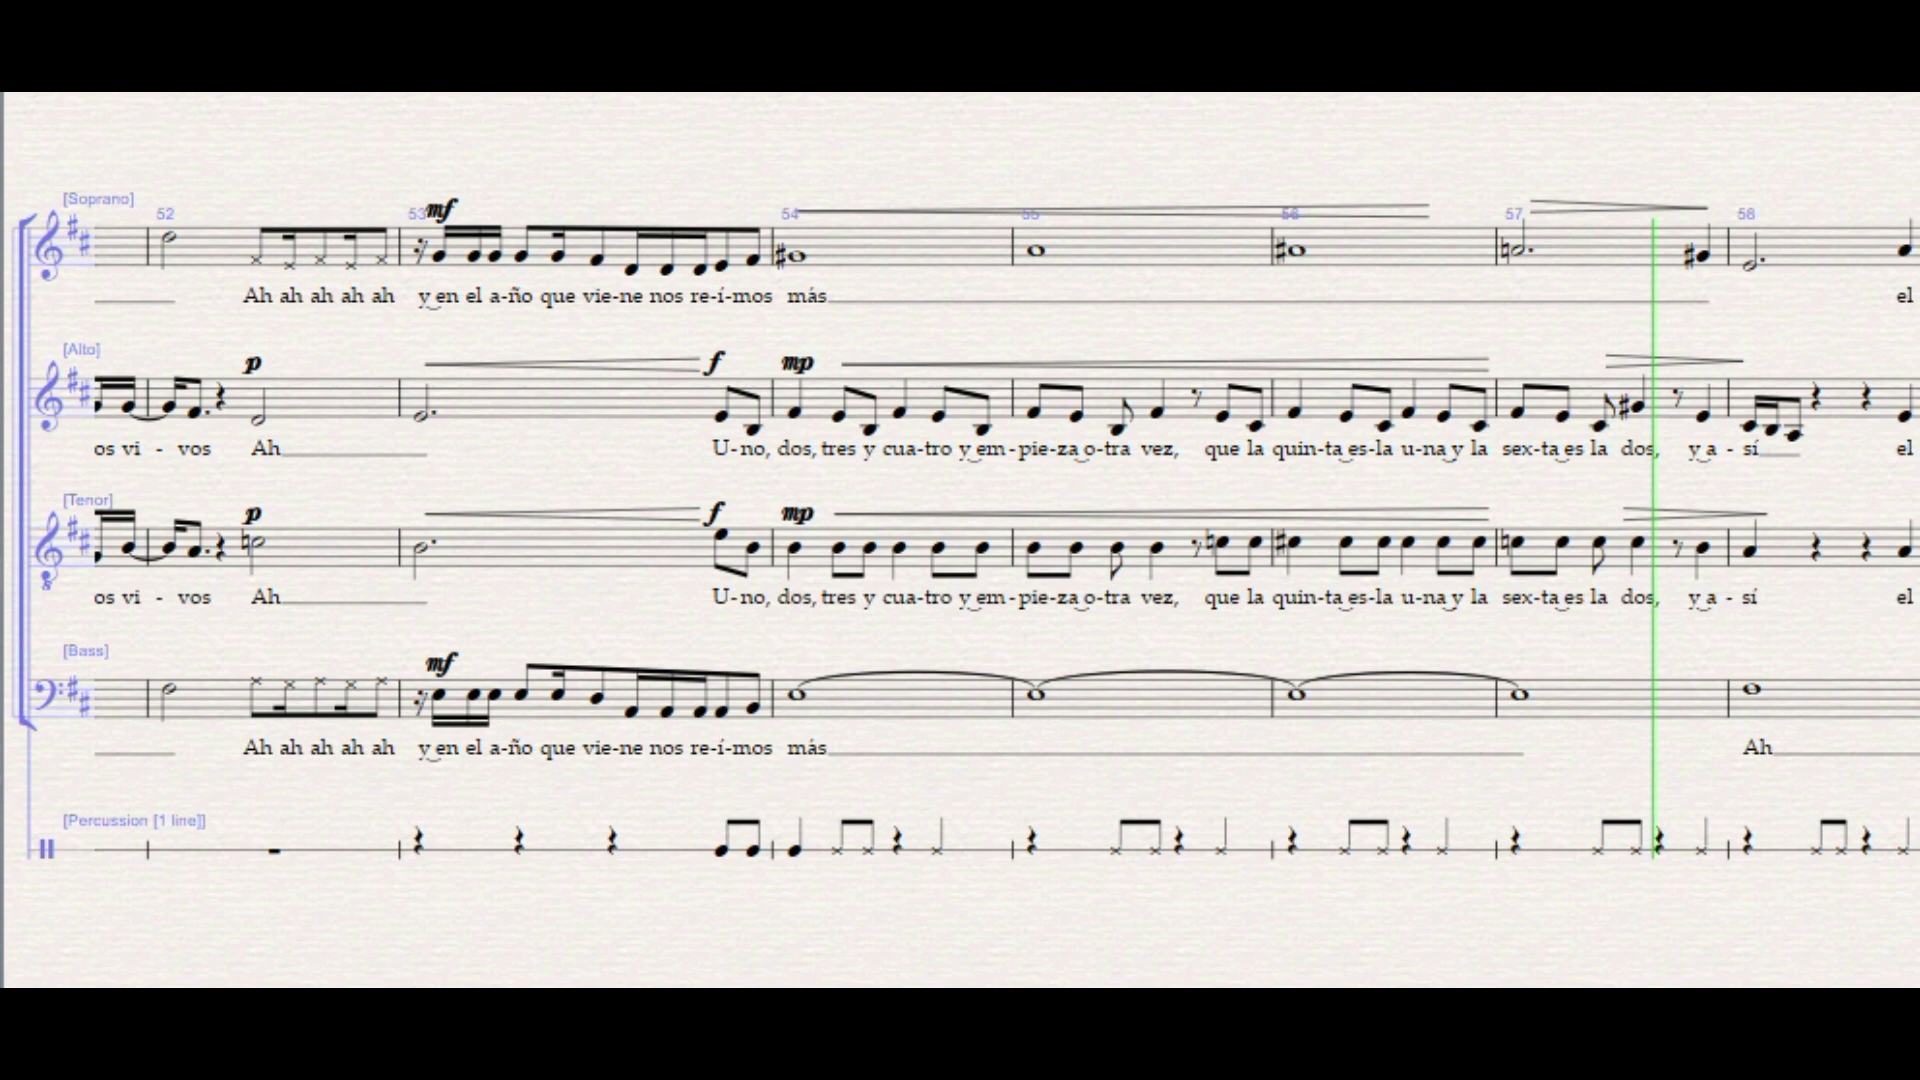 [Soprano]
52 53 54 55 56 57 58
mf
Ah ah ah ah ah y en el a-ño que vie-ne nos re-í-mos más el
[Alto]
p f mp
os vi - vos Ah U-no, dos, tres y cua-tro y em-pie-za o-tra vez, que la quin-ta es-la u-na y la sex-ta es la dos, y a - sí el
[Tenor]
p f mp
8
os vi - vos Ah U-no, dos, tres y cua-tro y em-pie-za o-tra vez, que la quin-ta es-la u-na y la sex-ta es la dos, y a - sí el
[Bass]
mf
Ah ah ah ah ah y en el a-ño que vie-ne nos re-í-mos más Ah
[Percussion [1 line]]